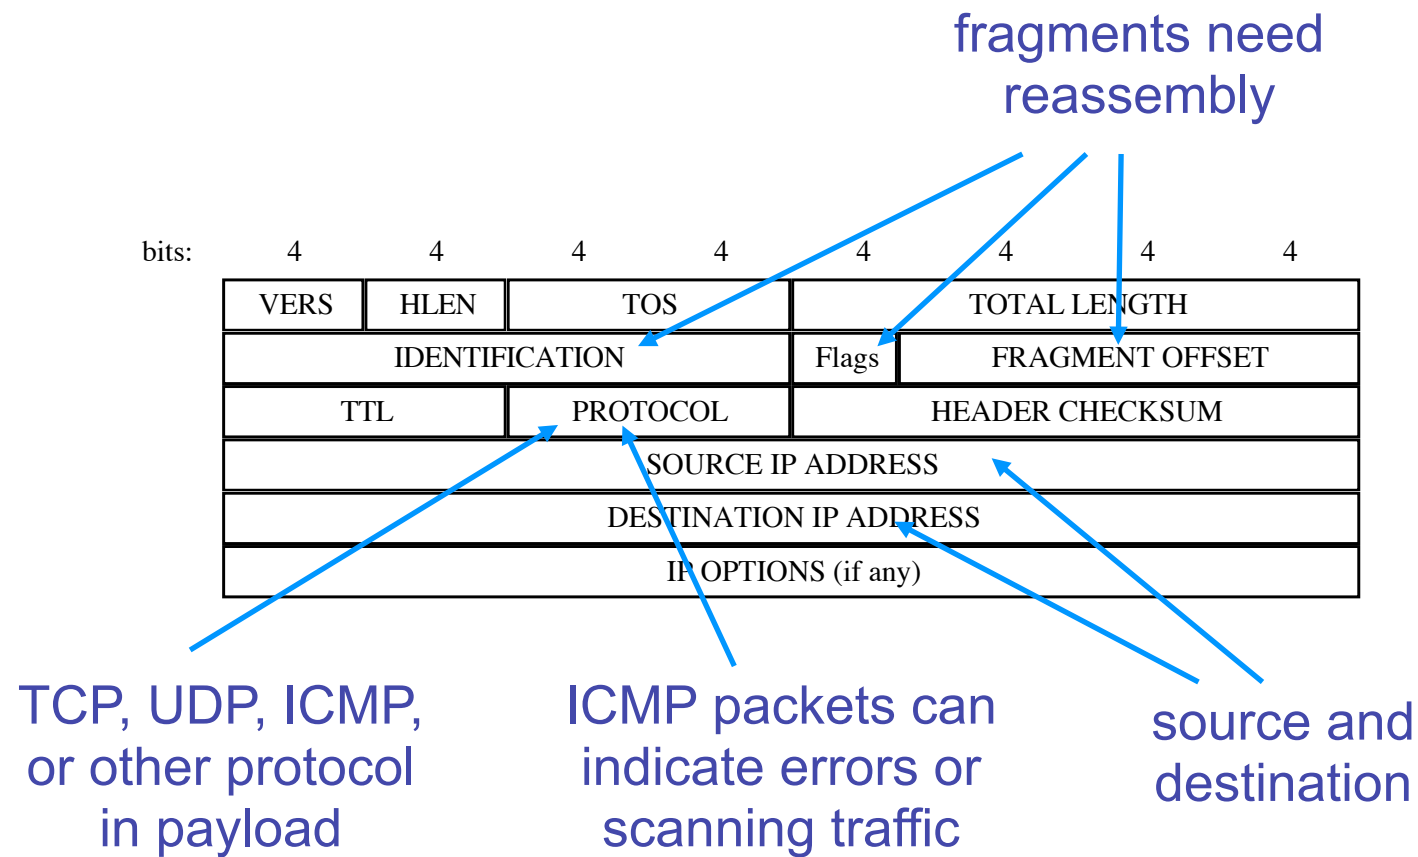 fragments need
reassembly
bits: 4 4 4 4 4 4 4 4
VERS HLEN TOS TOTAL LENGTH
IDENTIFICATION Flags FRAGMENT OFFSET
TTL PROTOCOL HEADER CHECKSUM
SOURCE IP ADDRESS
DESTINATION IP ADDRESS
IP OPTIONS (if any)
TCP, UDP, ICMP,
or other protocol
in payload
ICMP packets can
indicate errors or
scanning traffic
source and
destination